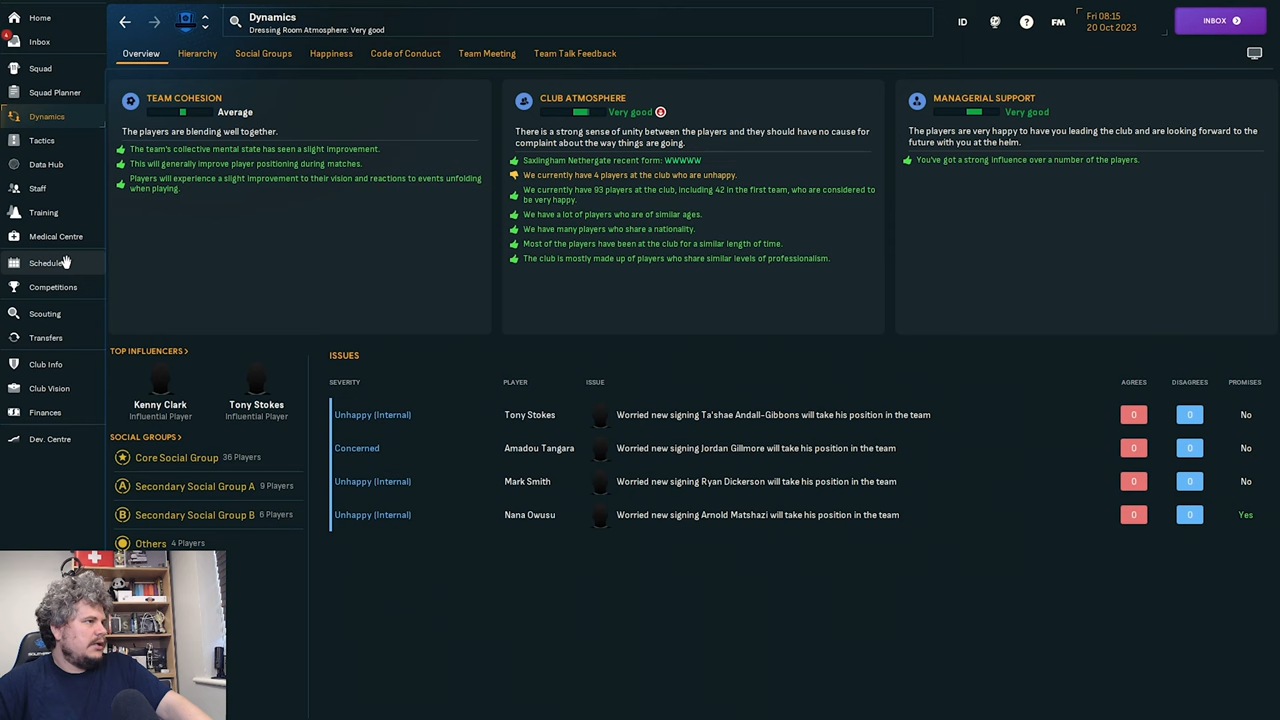 Home
4
Inbox
Squad
Squad Planner
Dynamics
Tactics
Data Hub
Staff
Training
Medical Centre
Schedule
Competitions
Scouting
Transfers
Club Info
Club Vision
Finances
Dev. Centre
Dynamics
Dressing Room Atmosphere: Very good
ID
?
FM
Fri 08:15
20 Oct 2023
INBOX
Overview
Hierarchy
Social Groups
Happiness
Code of Conduct
Team Meeting
Team Talk Feedback
TEAM COHESION
Average
The players are blending well together.
The team's collective mental state has seen a slight improvement.
This will generally improve player positioning during matches.
Players will experience a slight improvement to their vision and reactions to events unfolding
when playing.
CLUB ATMOSPHERE
Very good
There is a strong sense of unity between the players and they should have no cause for
complaint about the way things are going.
Saxlingham Nethergate recent form: WWWWW
We currently have 4 players at the club who are unhappy.
We currently have 93 players at the club, including 42 in the first team, who are considered to
be very happy.
We have a lot of players who are of similar ages.
We have many players who share a nationality.
Most of the players have been at the club for a similar length of time.
The club is mostly made up of players who share similar levels of professionalism.
MANAGERIAL SUPPORT
Very good
The players are very happy to have you leading the club and are looking forward to the
future with you at the helm.
You've got a strong influence over a number of the players.
TOP INFLUENCERS >
Kenny Clark
Influential Player
Tony Stokes
Influential Player
SOCIAL GROUPS >
Core Social Group 36 Players
A Secondary Social Group A 9 Players
B Secondary Social Group B 6 Players
Others 4 Players
ISSUES
SEVERITY PLAYER ISSUE AGREES DISAGREES PROMISES
Unhappy (Internal) Tony Stokes Worried new signing Ta'shae Andall-Gibbons will take his position in the team 0 0 No
Concerned Amadou Tangara Worried new signing Jordan Gillmore will take his position in the team 0 0 No
Unhappy (Internal) Mark Smith Worried new signing Ryan Dickerson will take his position in the team 0 0 No
Unhappy (Internal) Nana Owusu Worried new signing Arnold Matshazi will take his position in the team 0 0 Yes